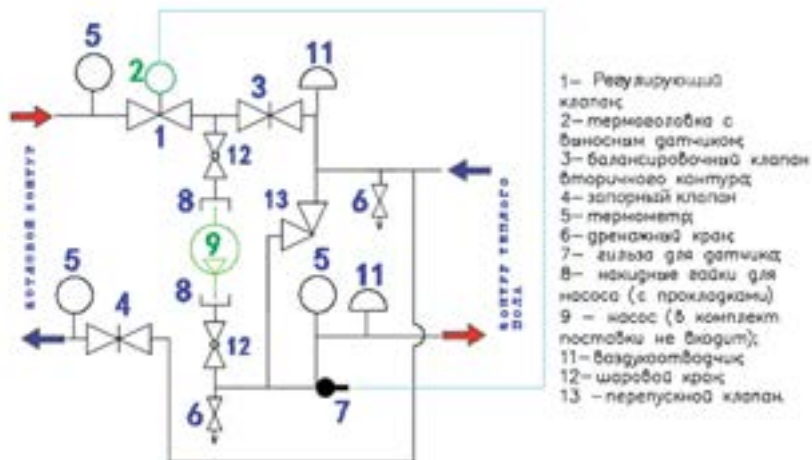 5
2
11
3
1
12
8
13
6
9
5
5
11
8
4
12
7
6
КОТЛОВОЙ КОНТУР
КОНТУР ТЕПЛОГО
ПОЛА
1- Регулирующий
клапан;
2-термоголовка с
выносным датчиком;
3-балансировочный клапан
вторичного контура;
4-запорный клапан
5-термометр;
6-дренажный кран;
7- гильза для датчика;
8- накидные гайки для
насоса (с прокладками)
9 - насос (в комплект
поставки не входит);
11-воздухоотводчик;
12-шаровой кран;
13 -перепускной клапан.